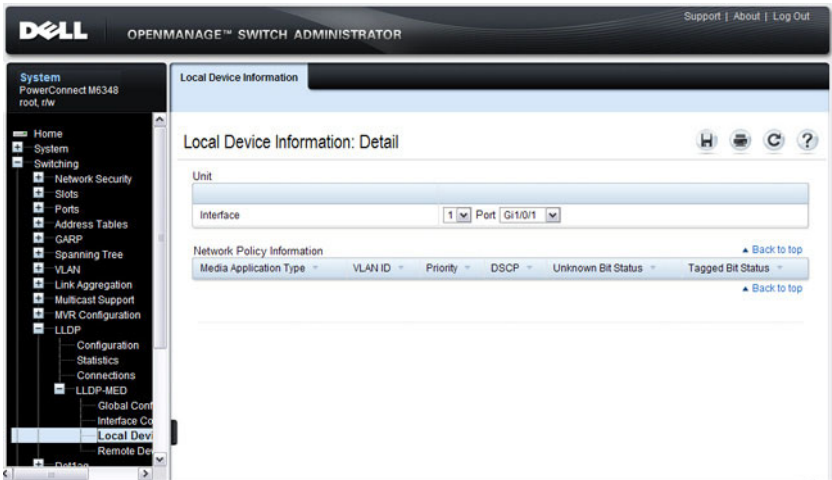 Support | About | Log Out
DELL
OPENMANAGE™ SWITCH ADMINISTRATOR
System
PowerConnect M6348
root, r/w
Home
System
Switching
Network Security
Slots
Ports
Address Tables
GARP
Spanning Tree
VLAN
Link Aggregation
Multicast Support
MVR Configuration
LLDP
Configuration
Statistics
Connections
LLDP-MED
Global Conf
Interface Co
Local Devi
Remote Dev
Dot1ag
Local Device Information
Local Device Information: Detail
Unit
Interface 1 Port Gi1/0/1
Network Policy Information Back to top
Media Application Type VLAN ID Priority DSCP Unknown Bit Status Tagged Bit Status
Back to top